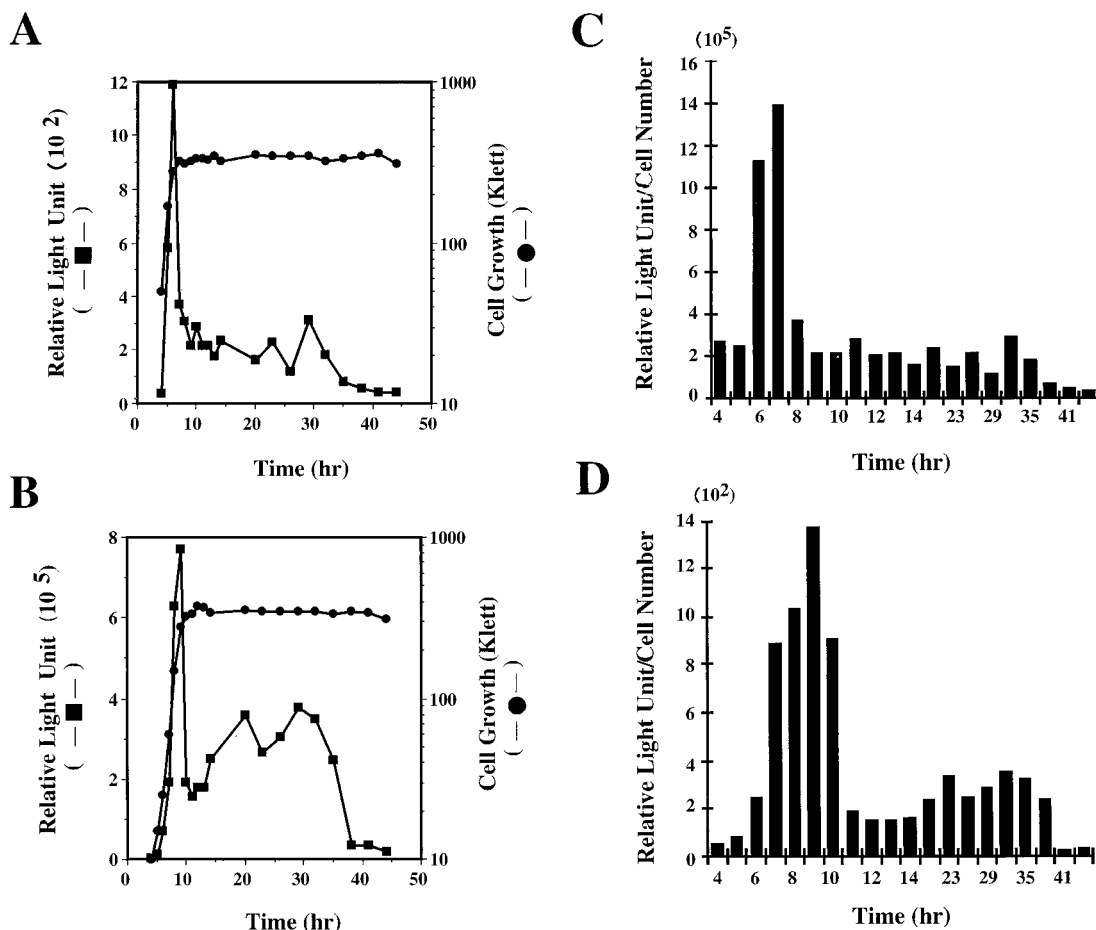 A
Relative Light Unit (10 2)
( —■— )
12
10
8
6
4
2
0
1000
100
10
Cell Growth (Klett)
( —●— )
0 10 20 30 40 50
Time (hr)
B
Relative Light Unit (10 5)
( —■— )
8
6
4
2
0
1000
100
10
Cell Growth (Klett)
( —●— )
0 10 20 30 40 50
Time (hr)
C
(10 5)
Relative Light Unit/Cell Number
16
14
12
10
8
6
4
2
0
4 6 8 10 12 14 23 29 35 41
Time (hr)
D
(10 2)
Relative Light Unit/Cell Number
14
12
10
8
6
4
2
0
4 6 8 10 12 14 23 29 35 41
Time (hr)